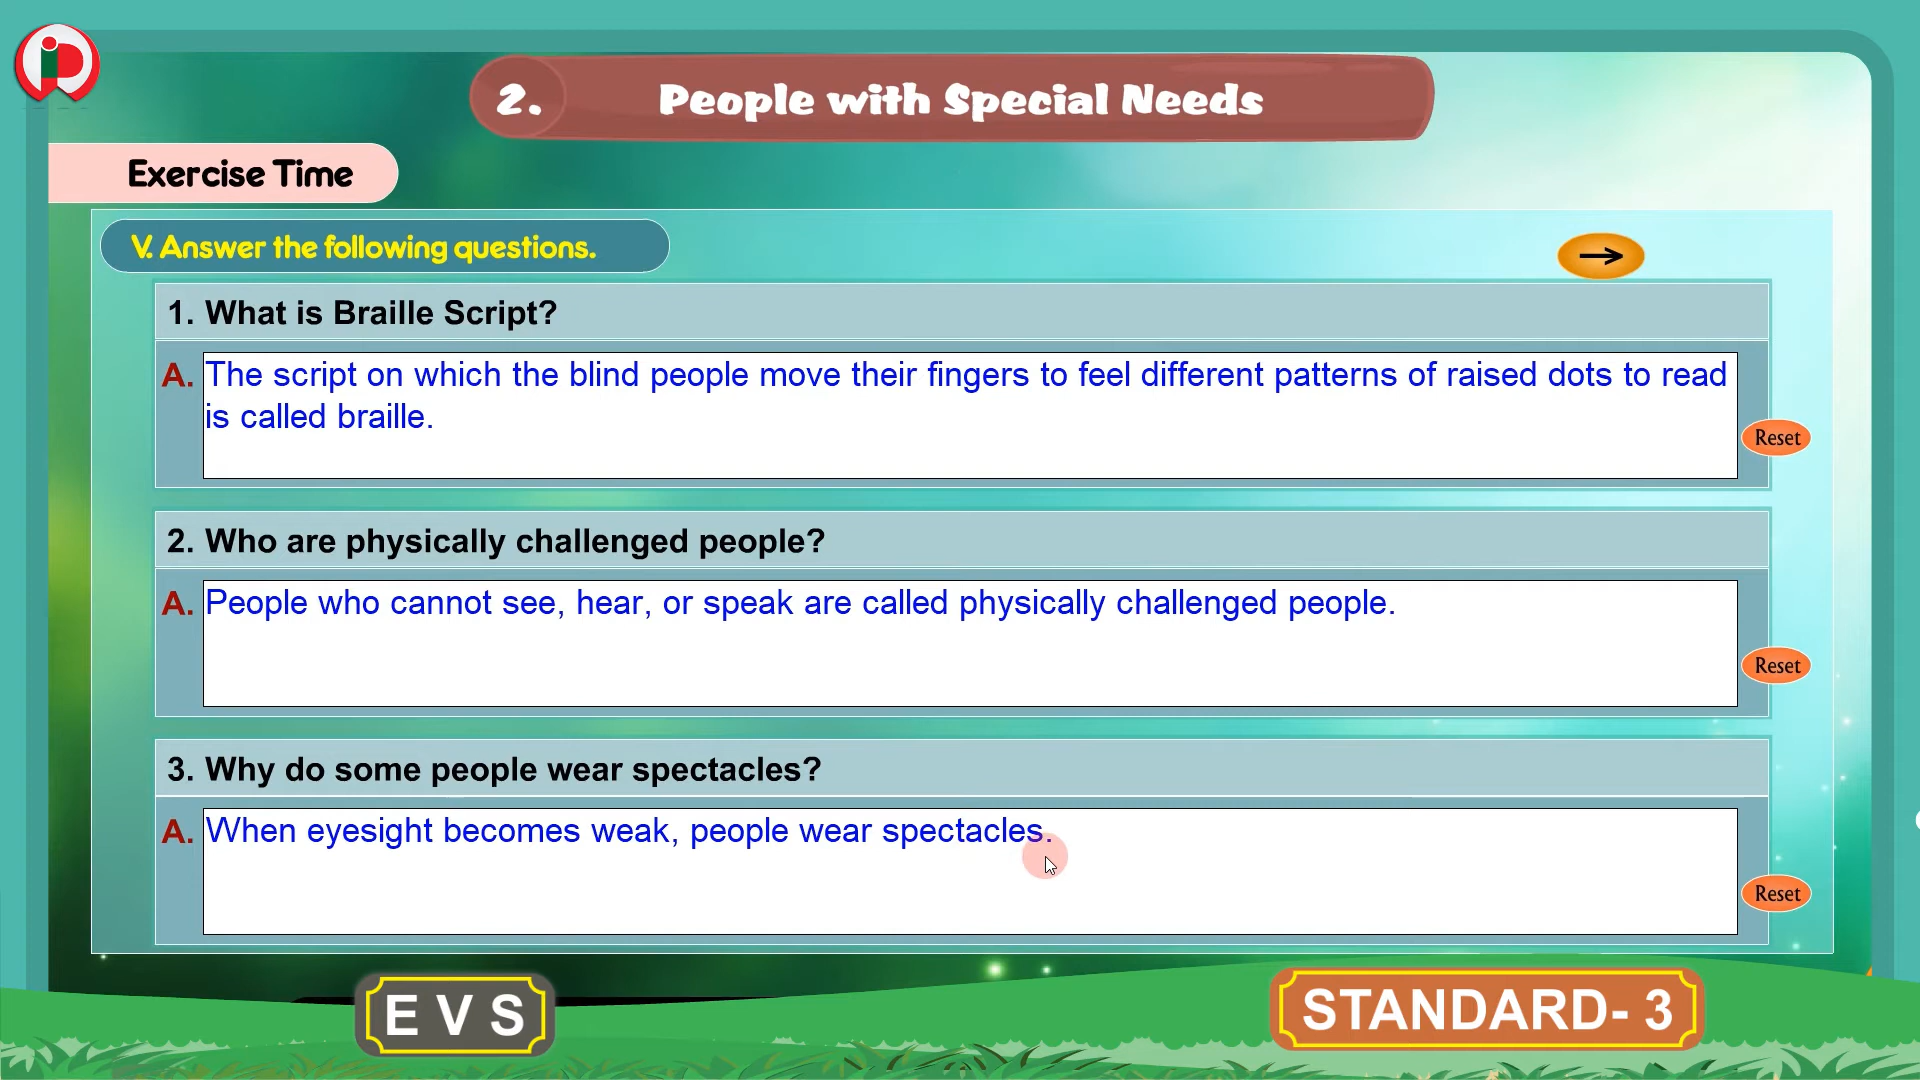 2. People with Special Needs
Exercise Time
V. Answer the following questions.
1. What is Braille Script?
A. The script on which the blind people move their fingers to feel different patterns of raised dots to read
is called braille.
Reset
2. Who are physically challenged people?
A. People who cannot see, hear, or speak are called physically challenged people.
Reset
3. Why do some people wear spectacles?
A. When eyesight becomes weak, people wear spectacles.
Reset
E V S
STANDARD- 3